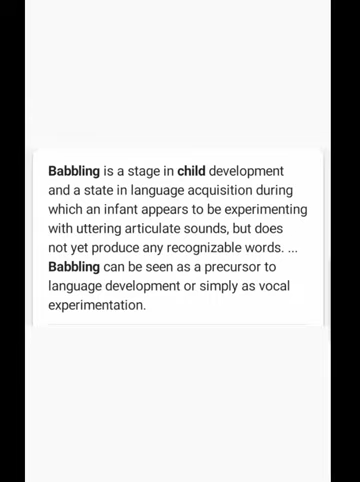 Babbling is a stage in child development
and a state in language acquisition during
which an infant appears to be experimenting
with uttering articulate sounds, but does
not yet produce any recognizable words. ...
Babbling can be seen as a precursor to
language development or simply as vocal
experimentation.